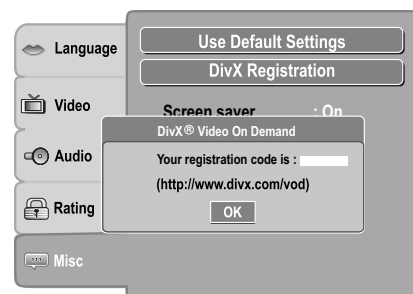 Language
Use Default Settings
DivX Registration
Video
Screen saver : On
DivX® Video On Demand
Audio
Your registration code is :
(http://www.divx.com/vod)
Rating
OK
Misc